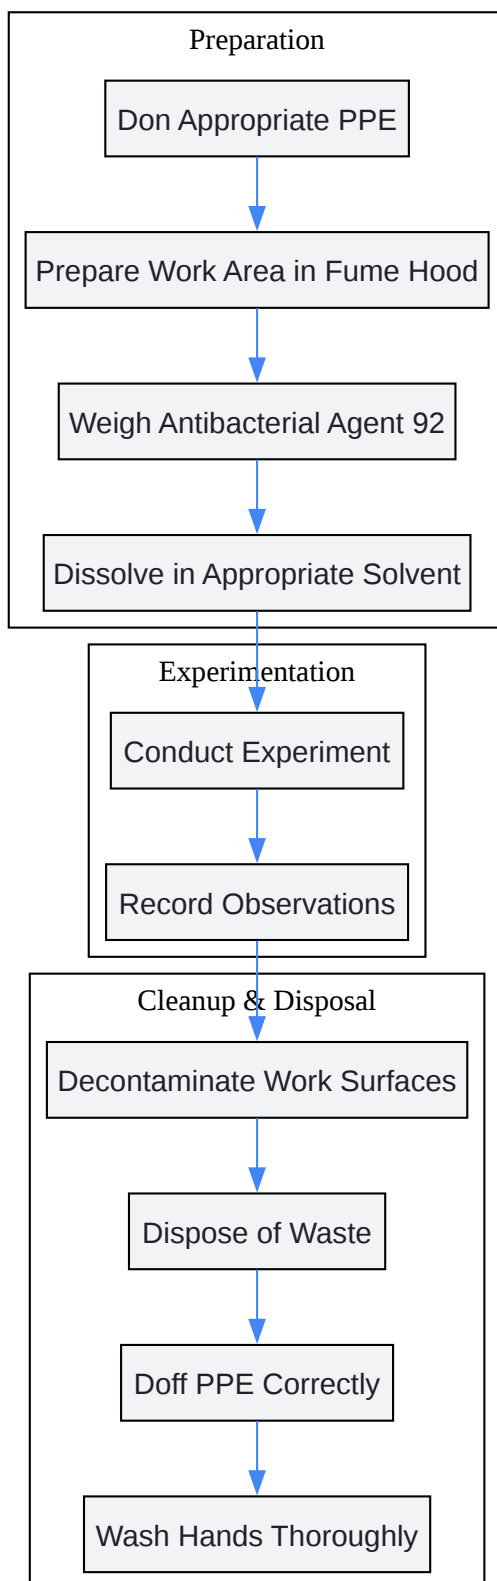 Preparation
Don Appropriate PPE
Prepare Work Area in Fume Hood
Weigh Antibacterial Agent 92
Dissolve in Appropriate Solvent
Experimentation
Conduct Experiment
Record Observations
Cleanup & Disposal
Decontaminate Work Surfaces
Dispose of Waste
Doff PPE Correctly
Wash Hands Thoroughly